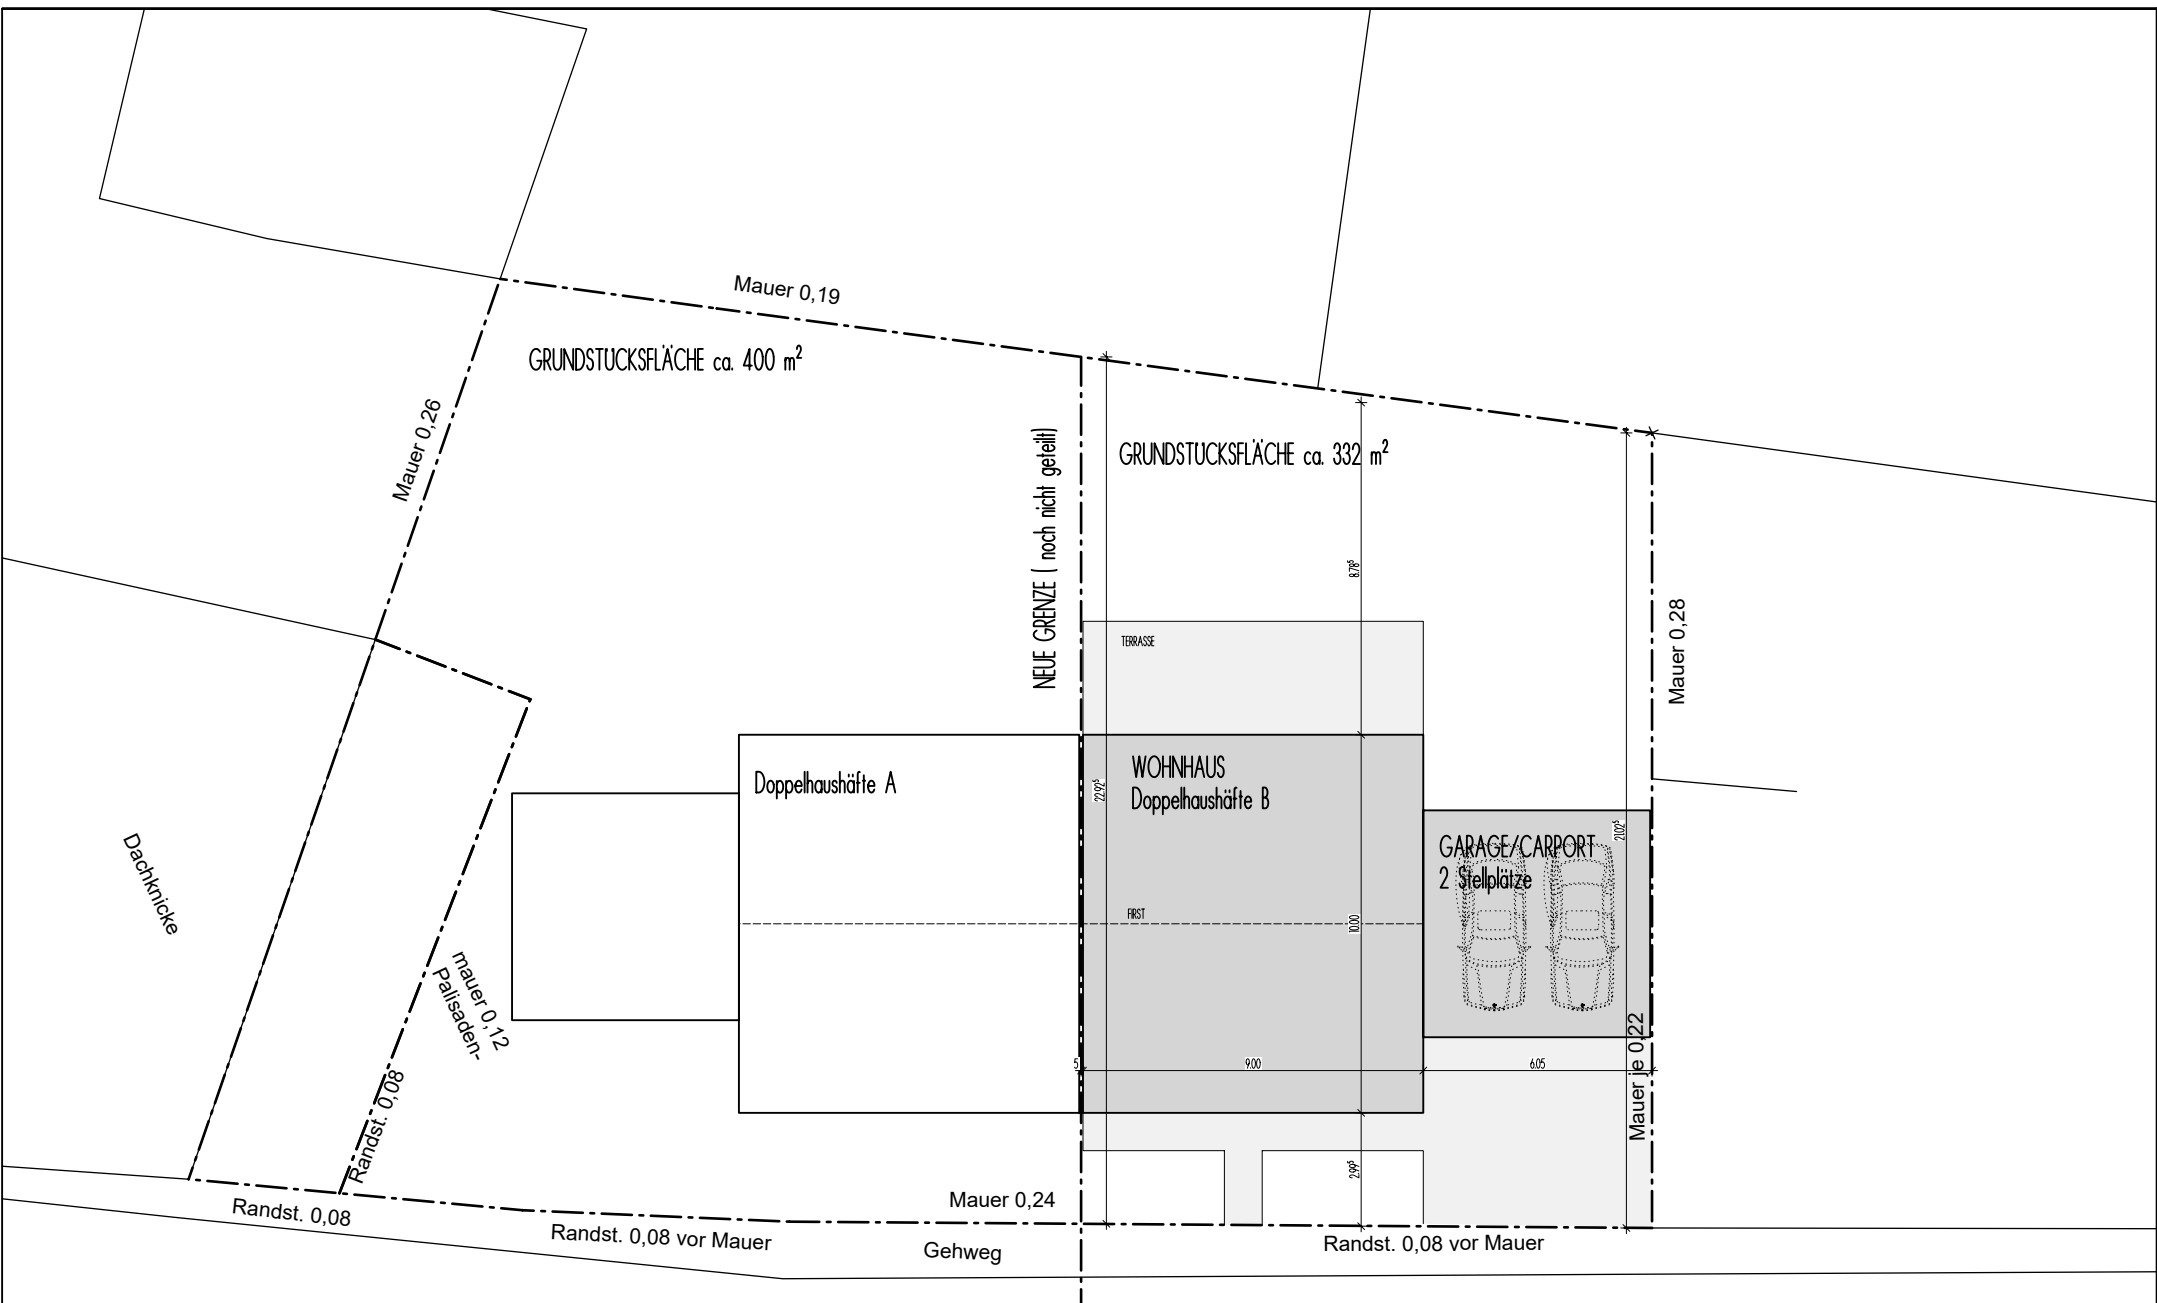 Mauer 0,19
GRUNDSTÜCKSFLÄCHE ca. 400 m²
Mauer 0,26
NEUE GRENZE ( noch nicht geteilt)
GRUNDSTÜCKSFLÄCHE ca. 332 m²
8.78⁵
Mauer 0,28
TERRASSE
Doppelhaushäfte A
WOHNHAUS
Doppelhaushäfte B
22.92⁵
21.02⁵
GARAGE/CARPORT
2 Stellplätze
Dachknicke
FIRST
10.00
mauer 0,12
Palisaden-
5
9.00
6.05
Mauer je 0,22
Randst. 0,08
2.99⁵
Mauer 0,24
Randst. 0,08
Randst. 0,08 vor Mauer
Gehweg
Randst. 0,08 vor Mauer